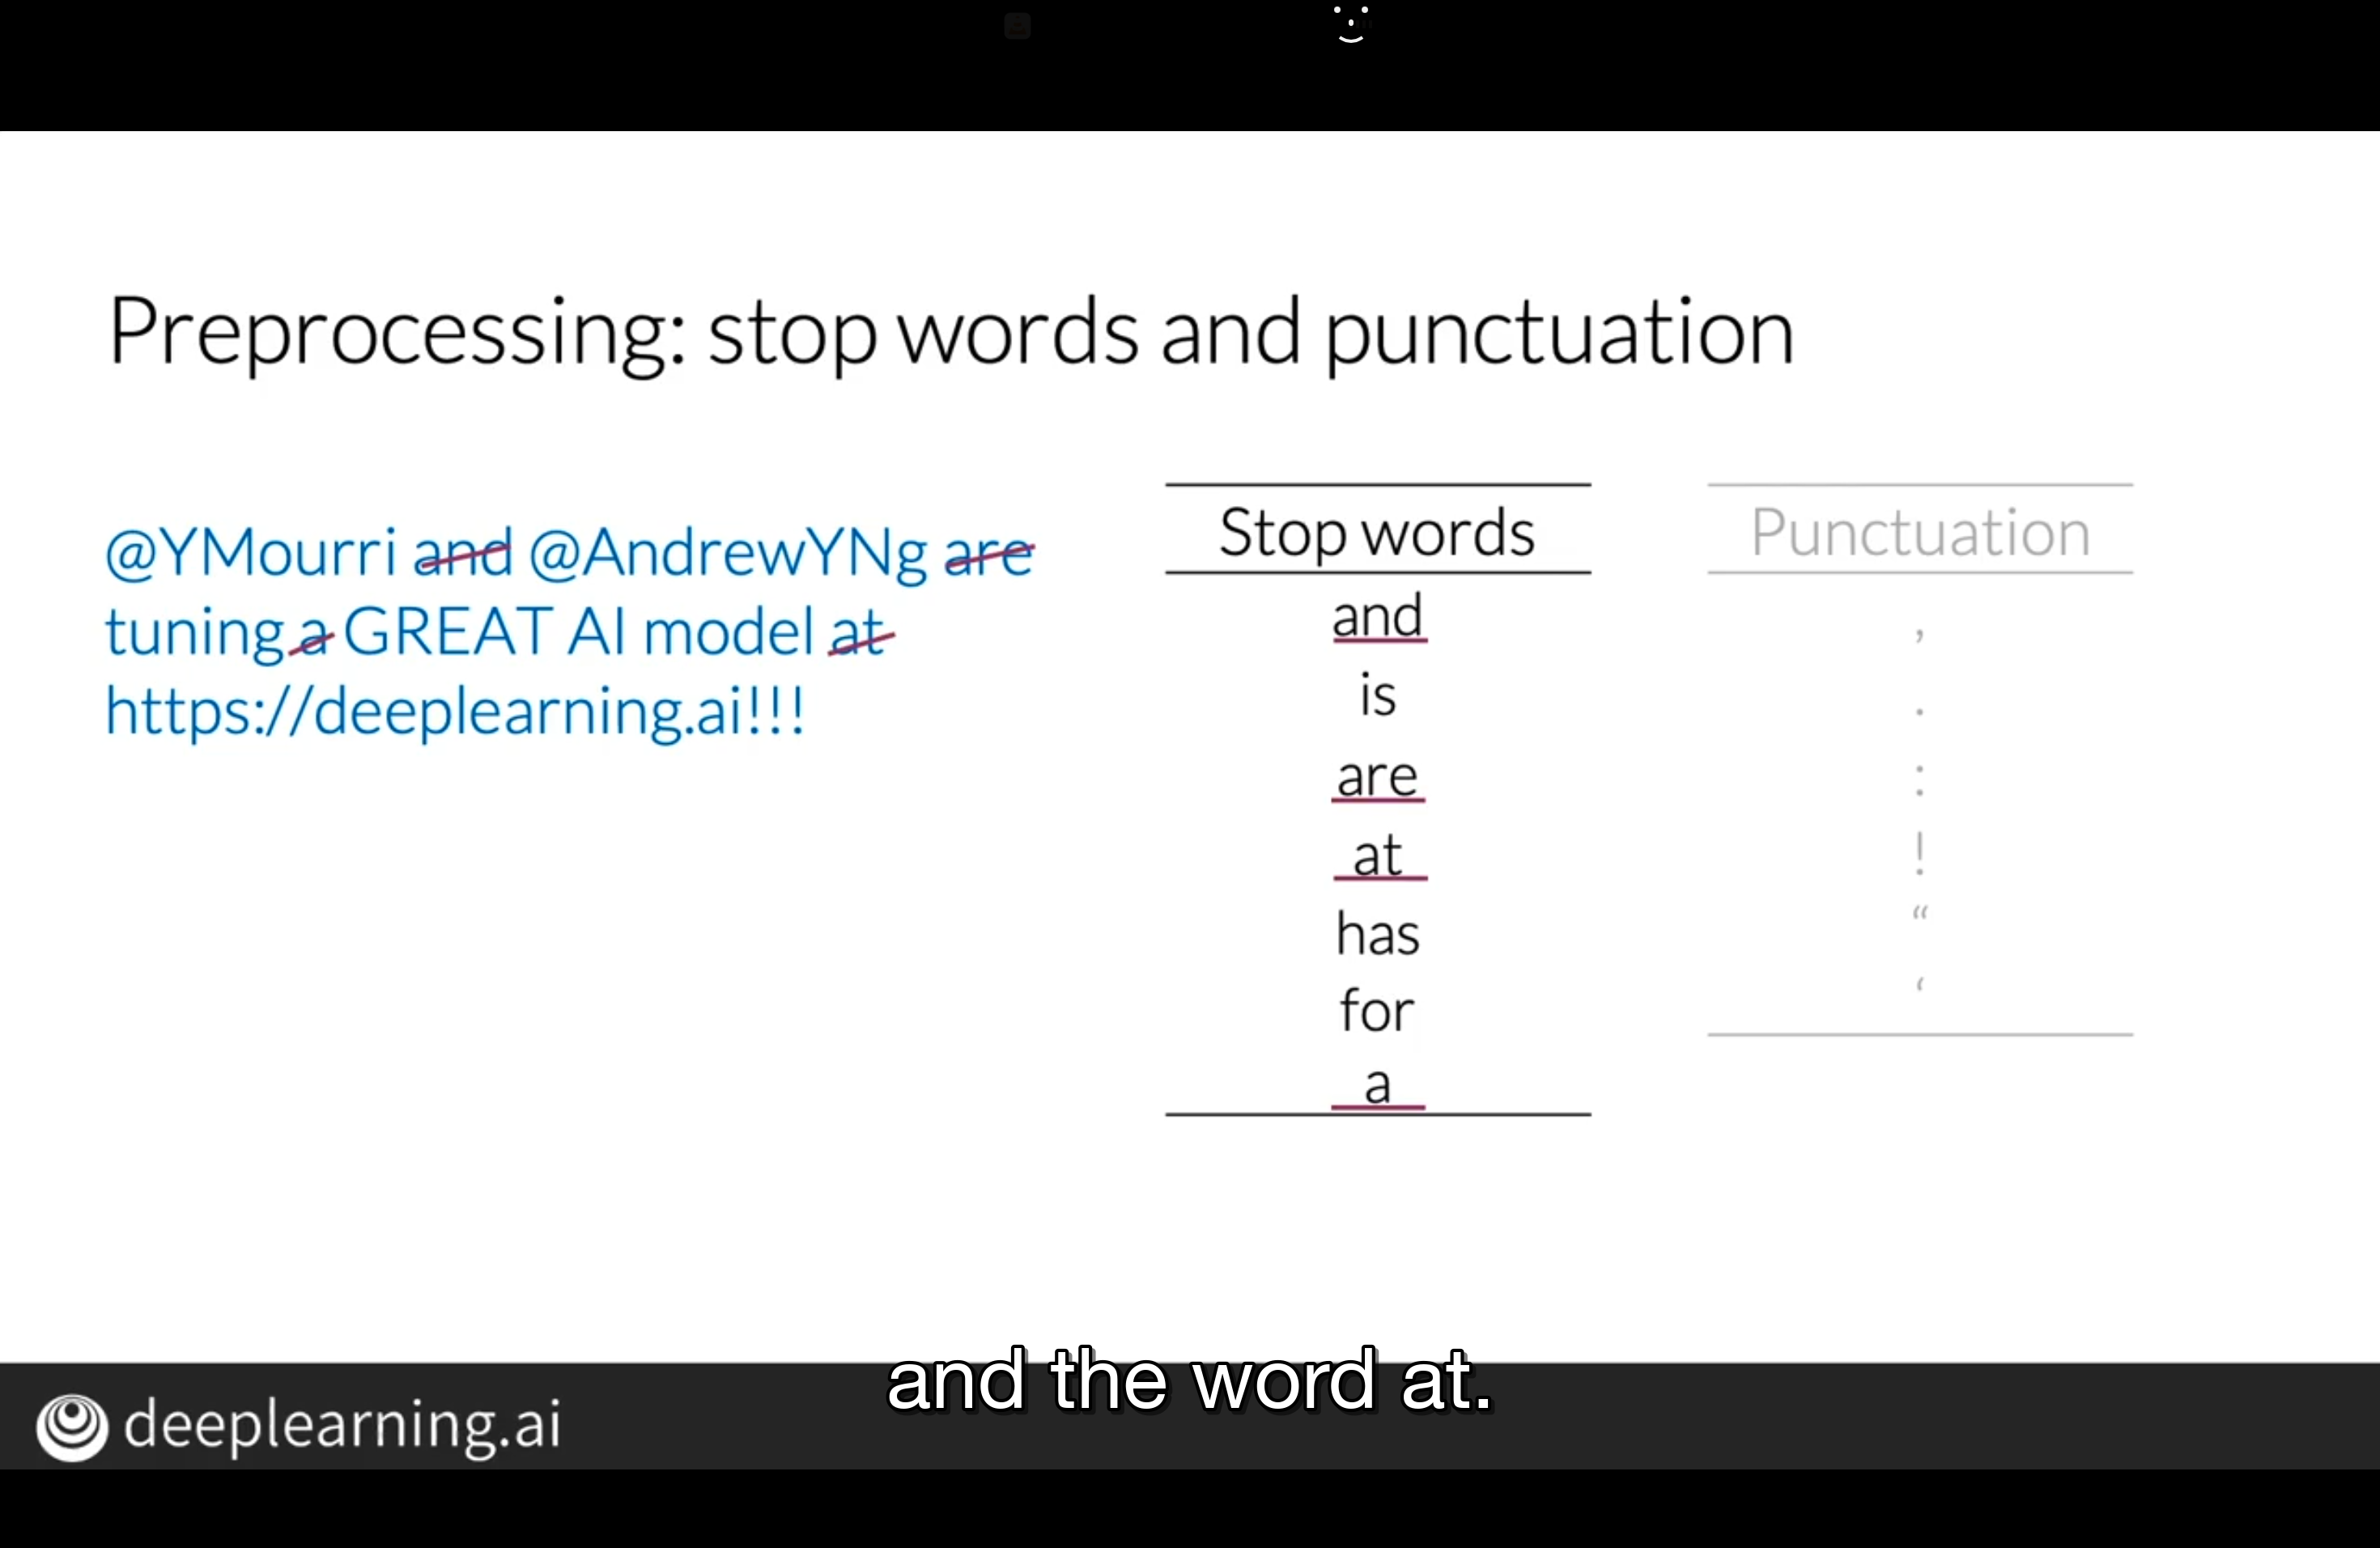 Preprocessing: stop words and punctuation
@YMourri and @AndrewYNg are
tuning a GREAT AI model at
https://deeplearning.ai!!!
Stop words
and
is
are
at
has
for
a
Punctuation
,
.
:
!
“
‘
and the word at.
deeplearning.ai